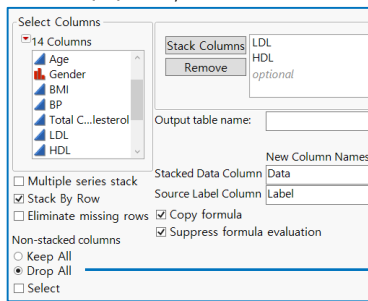 Select Columns
14 Columns
Age
Gender
BMI
BP
Total C...lesterol
LDL
HDL
Multiple series stack
Stack By Row
Eliminate missing rows
Non-stacked columns
Keep All
Drop All
Select
Stack Columns
Remove
LDL
HDL
optional
Output table name:
New Column Names
Stacked Data Column Data
Source Label Column Label
Copy formula
Suppress formula evaluation